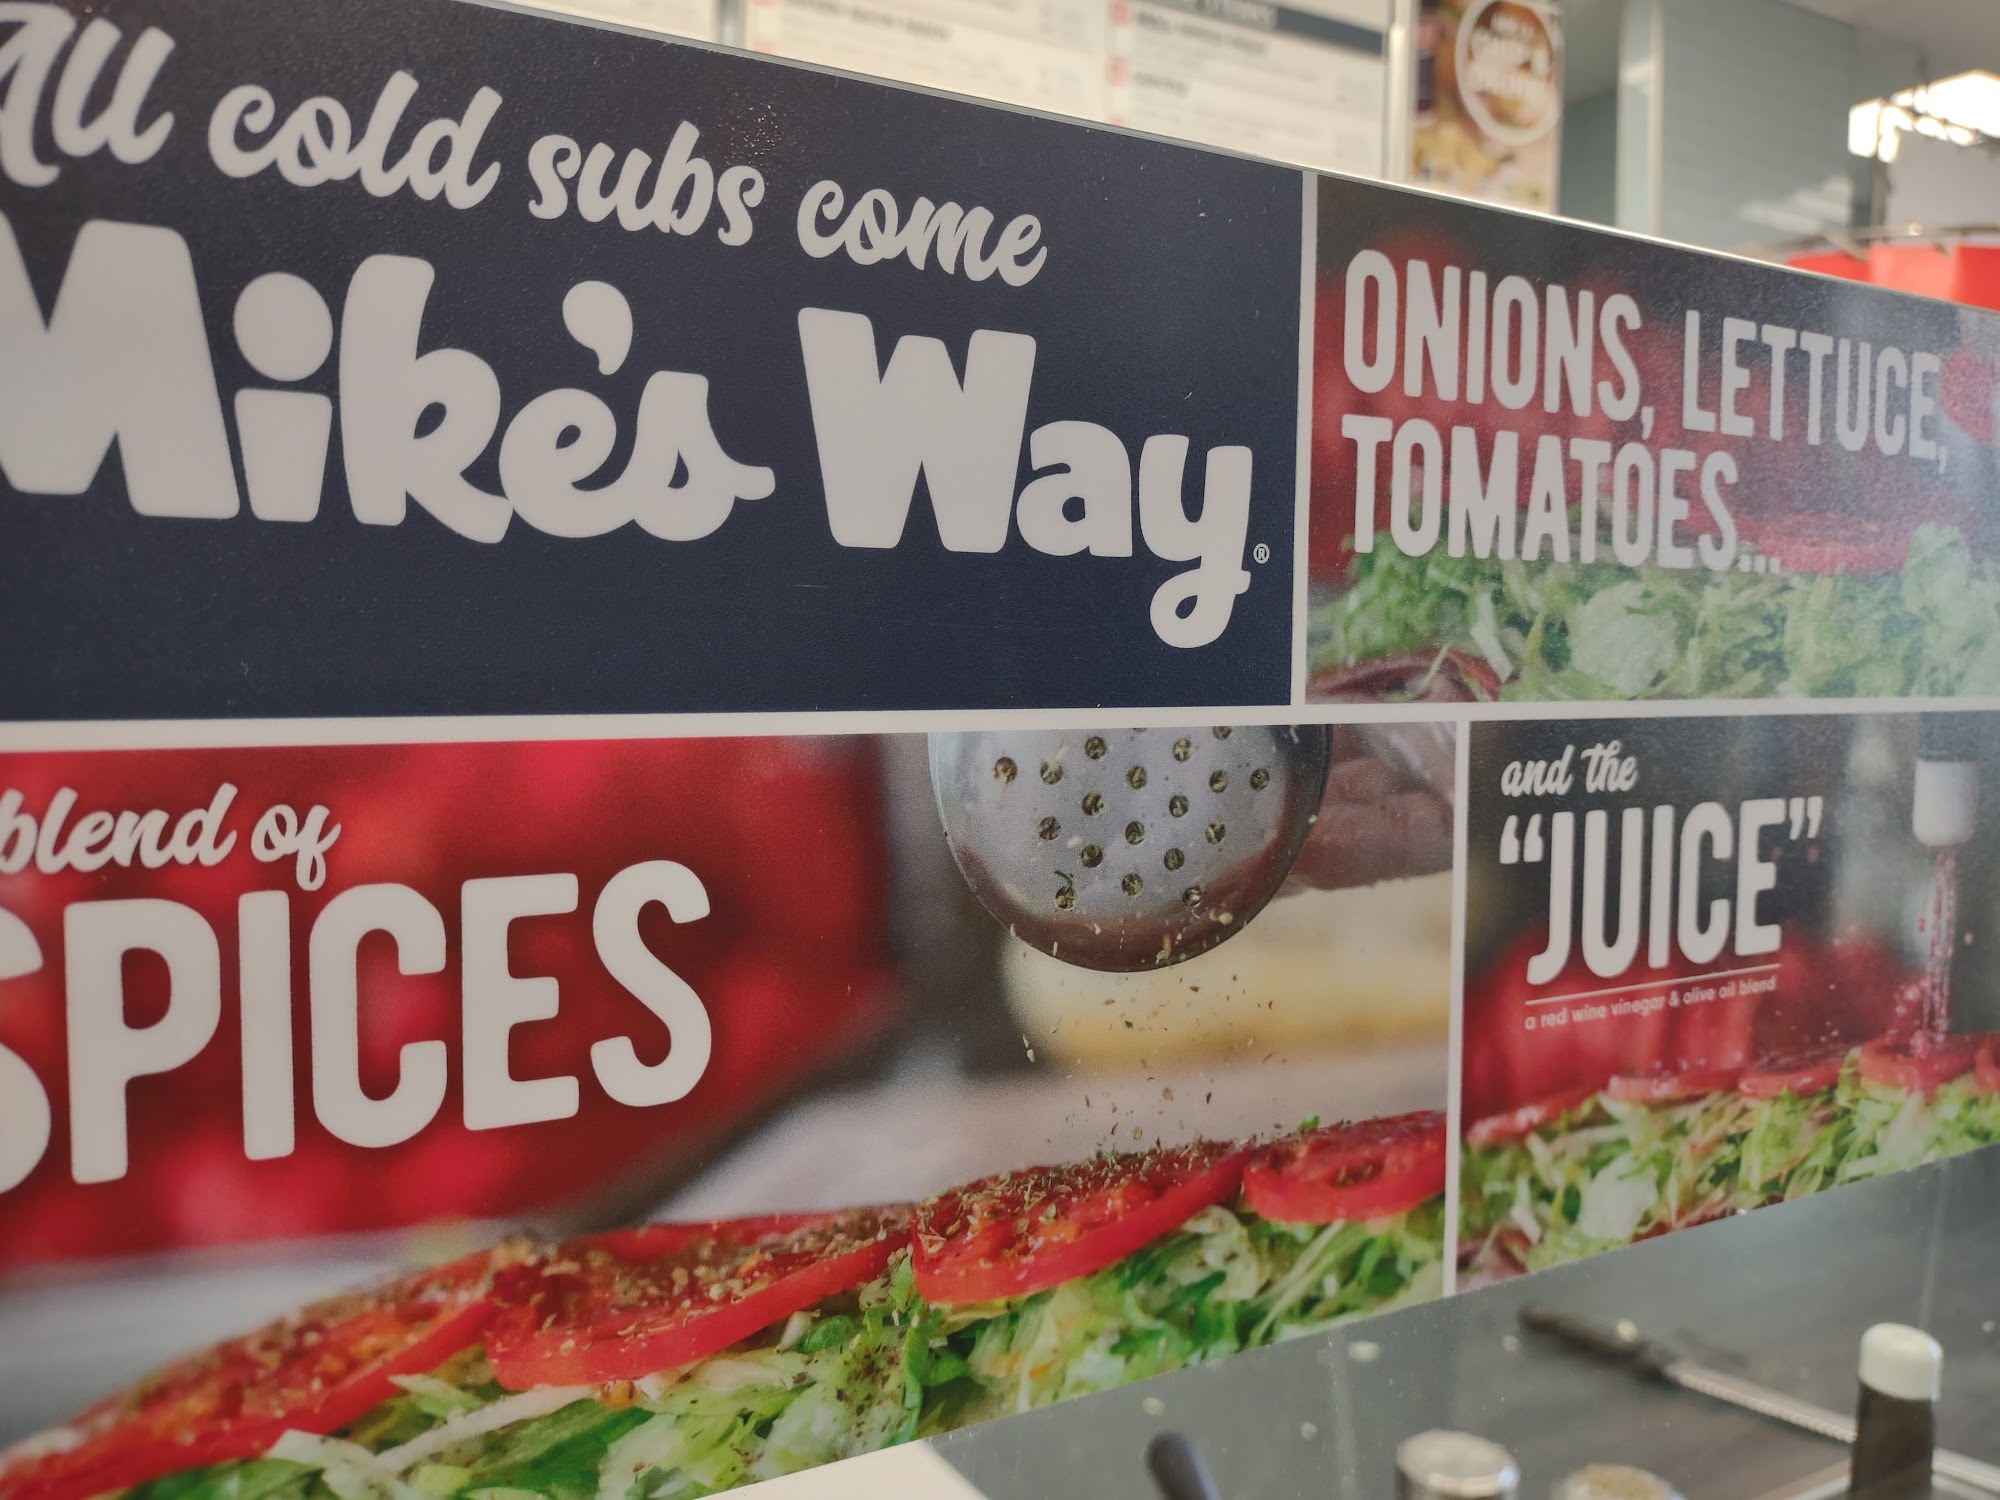 All cold subs come
Mike's Way®
ONIONS, LETTUCE,
TOMATOES...
blend of
SPICES
and the
“JUICE”
a red wine vinegar & olive oil blend